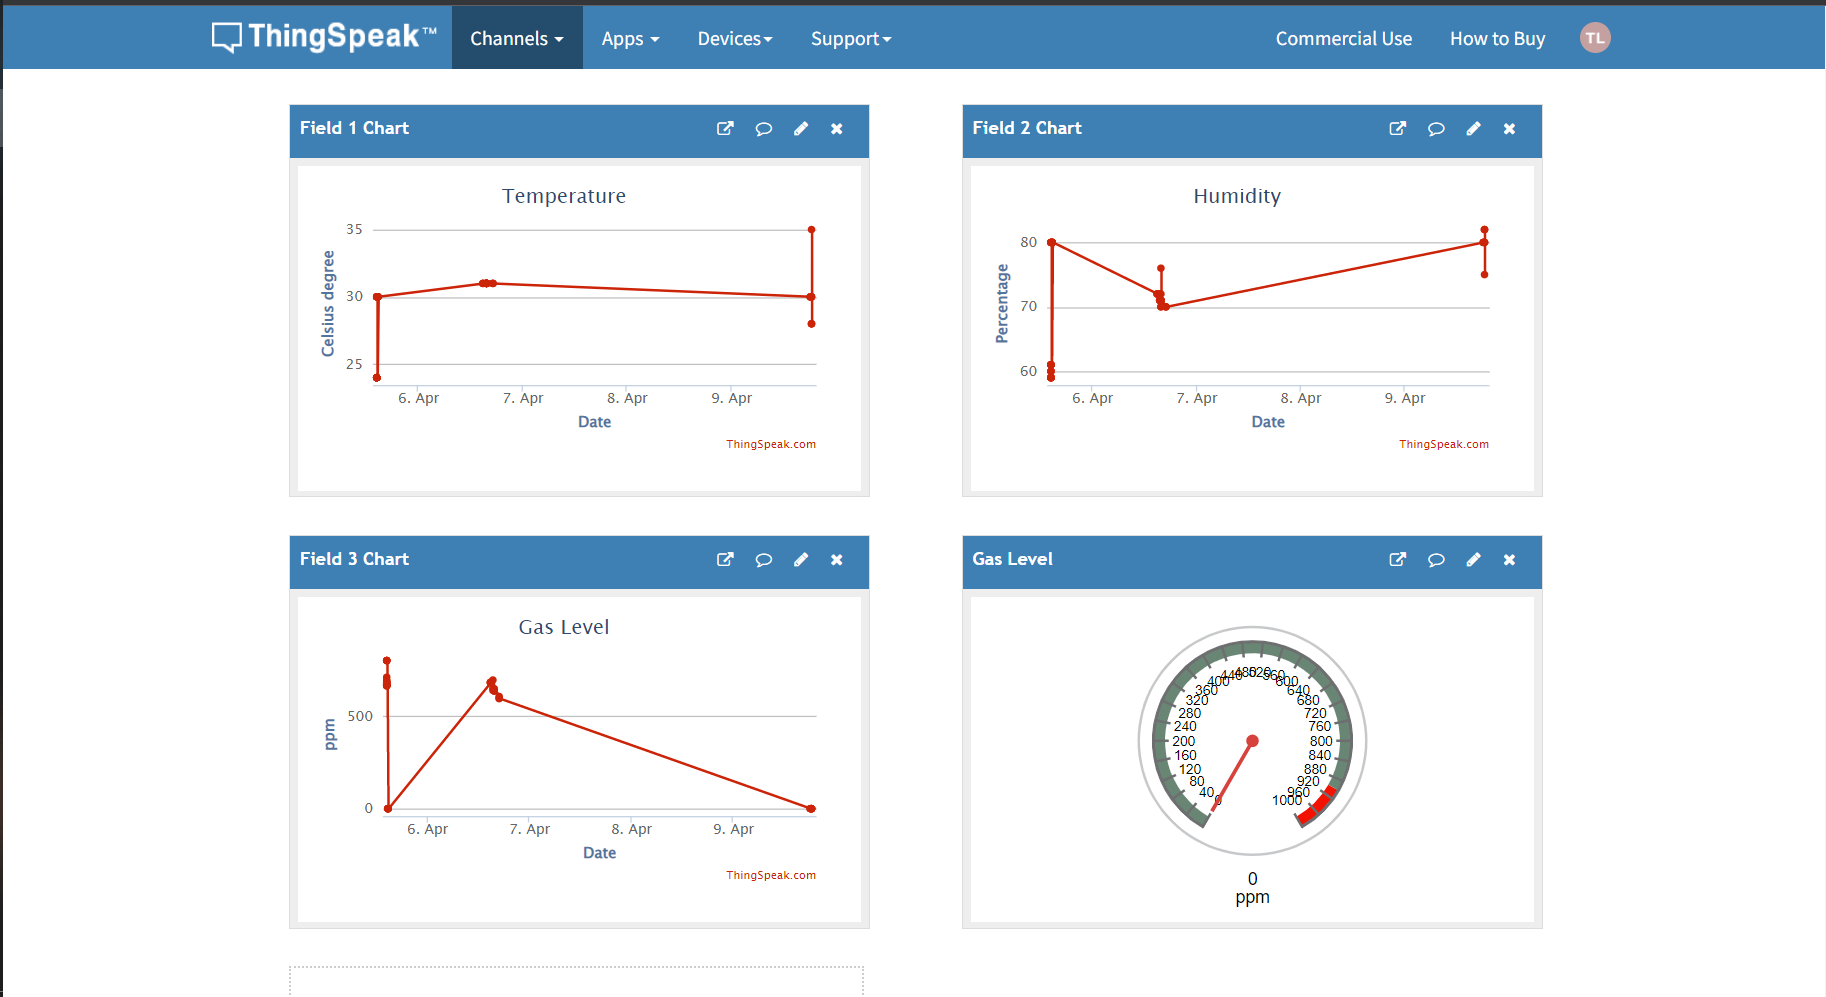 ThingSpeak™ Channels Apps Devices Support Commercial Use How to Buy TL
Field 1 Chart
Temperature
Celsius degree
35
30
25
6. Apr 7. Apr 8. Apr 9. Apr
Date
ThingSpeak.com
Field 2 Chart
Humidity
Percentage
80
70
60
6. Apr 7. Apr 8. Apr 9. Apr
Date
ThingSpeak.com
Field 3 Chart
Gas Level
ppm
500
0
6. Apr 7. Apr 8. Apr 9. Apr
Date
ThingSpeak.com
Gas Level
0
40
80
120
160
200
240
280
320
360
400
440
480
520
560
600
640
680
720
760
800
840
880
920
960
1000
0
ppm